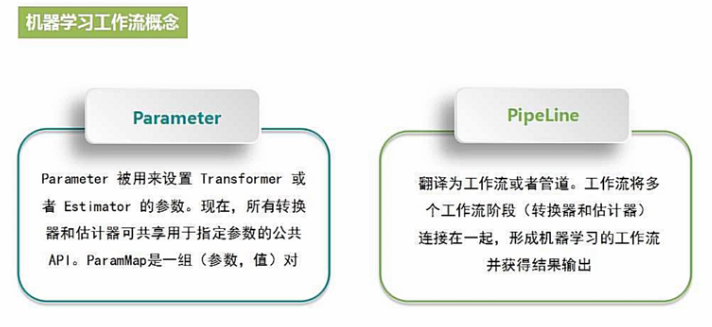 机器学习工作流概念
Parameter
Parameter 被用来设置 Transformer 或
者 Estimator 的参数。现在，所有转换
器和估计器可共享用于指定参数的公共
API。ParamMap是一组（参数，值）对
PipeLine
翻译为工作流或者管道。工作流将多
个工作流阶段（转换器和估计器）
连接在一起，形成机器学习的工作流
并获得结果输出